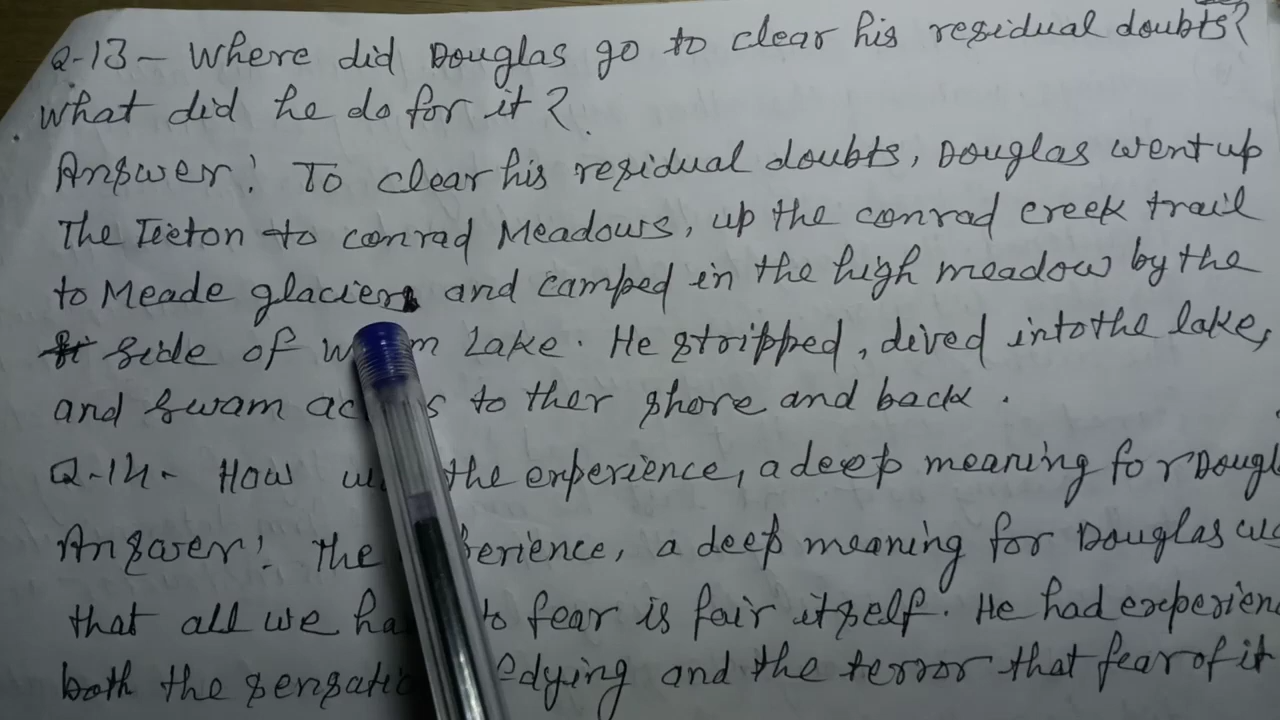 Q-13- Where did Douglas go to clear his residual doubts?
What did he do for it?
Answer: To clear his residual doubts, Douglas went up
The Tieton to conrad Meadows, up the conrad creek trail
to Meade glacier and camped in the high meadow by the
side of Lake. He stripped, dived into the lake,
and swam to ther shore and back.
Q-14- How the experience, a deep meaning for
Answer: The a deep meaning for Douglas
that all we to fear is fair itself. He had
both the dying and the terror that fear of it